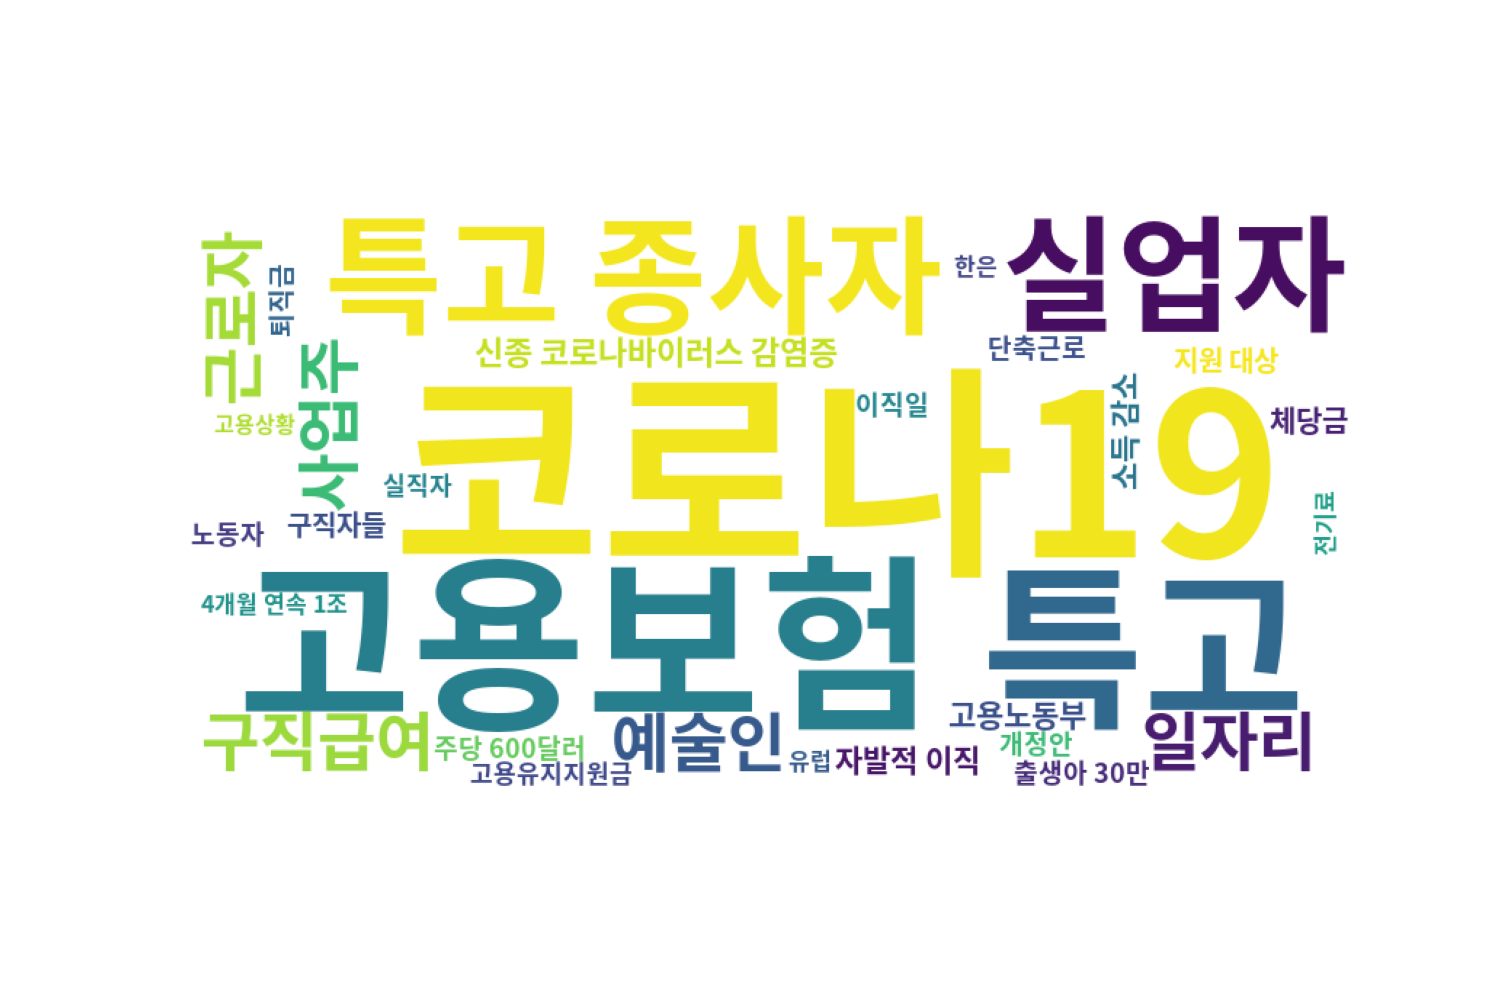 근로자
퇴직금
특고 종사자
한은
실업자
신종 코로나바이러스 감염증
단축근로
지원 대상
사업주
고용상황
코로나19
이직일
소득 감소
체당금
실직자
노동자
구직자들
전기료
4개월 연속 1조
고용보험
특고
구직급여
주당 600달러
고용유지지원금
예술인
유럽
자발적 이직
고용노동부
개정안
출생아 30만
일자리